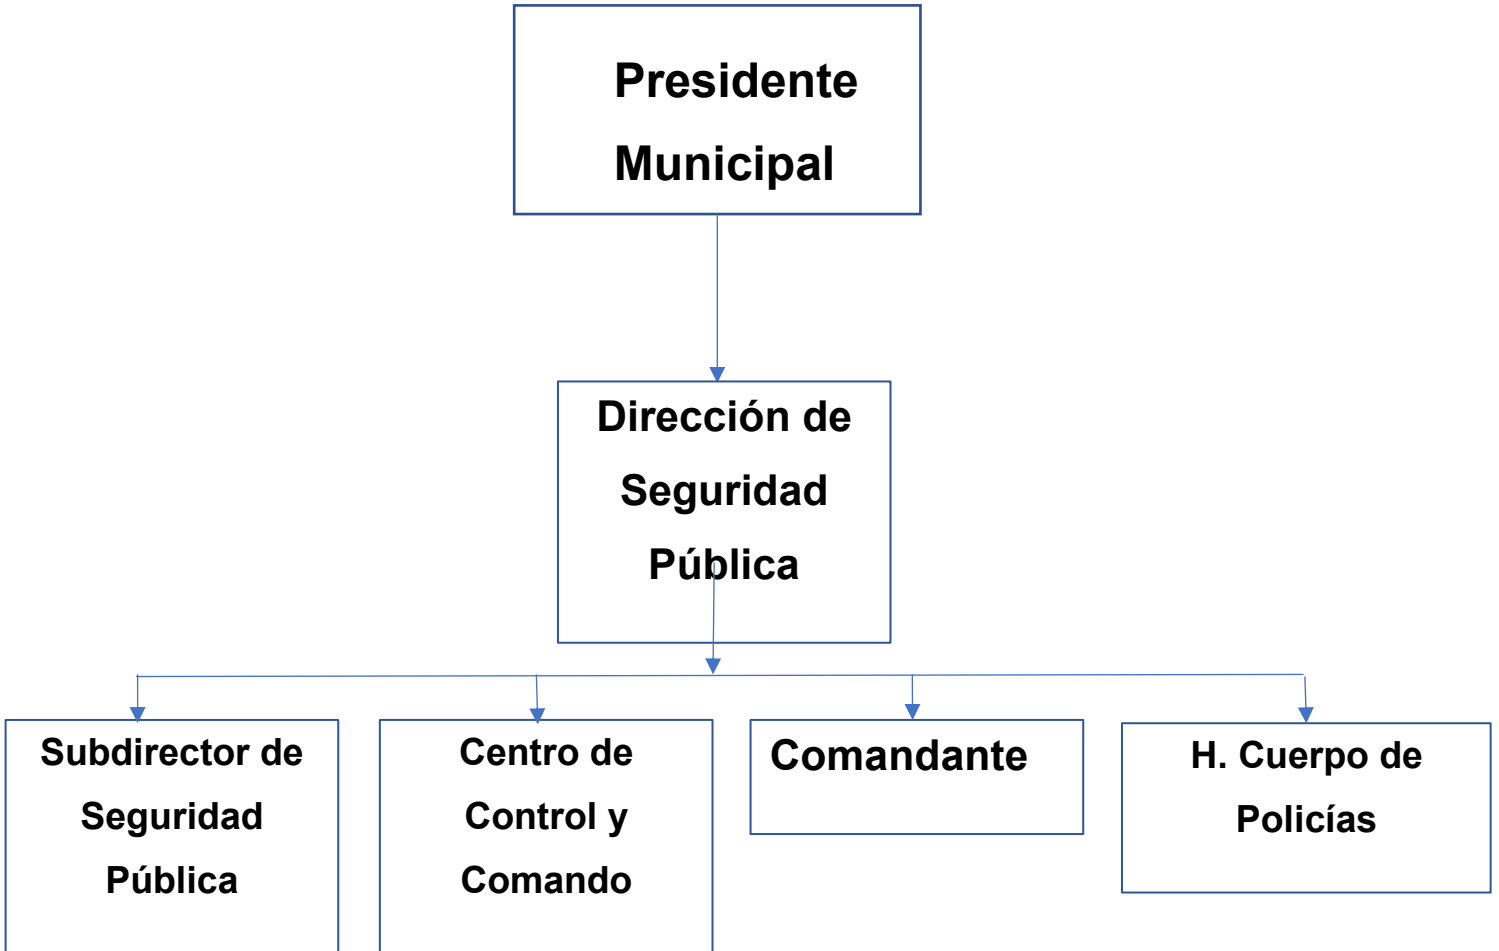 Presidente
Municipal
Dirección de
Seguridad
Pública
Subdirector de
Seguridad
Pública
Centro de
Control y
Comando
Comandante
H. Cuerpo de
Policías